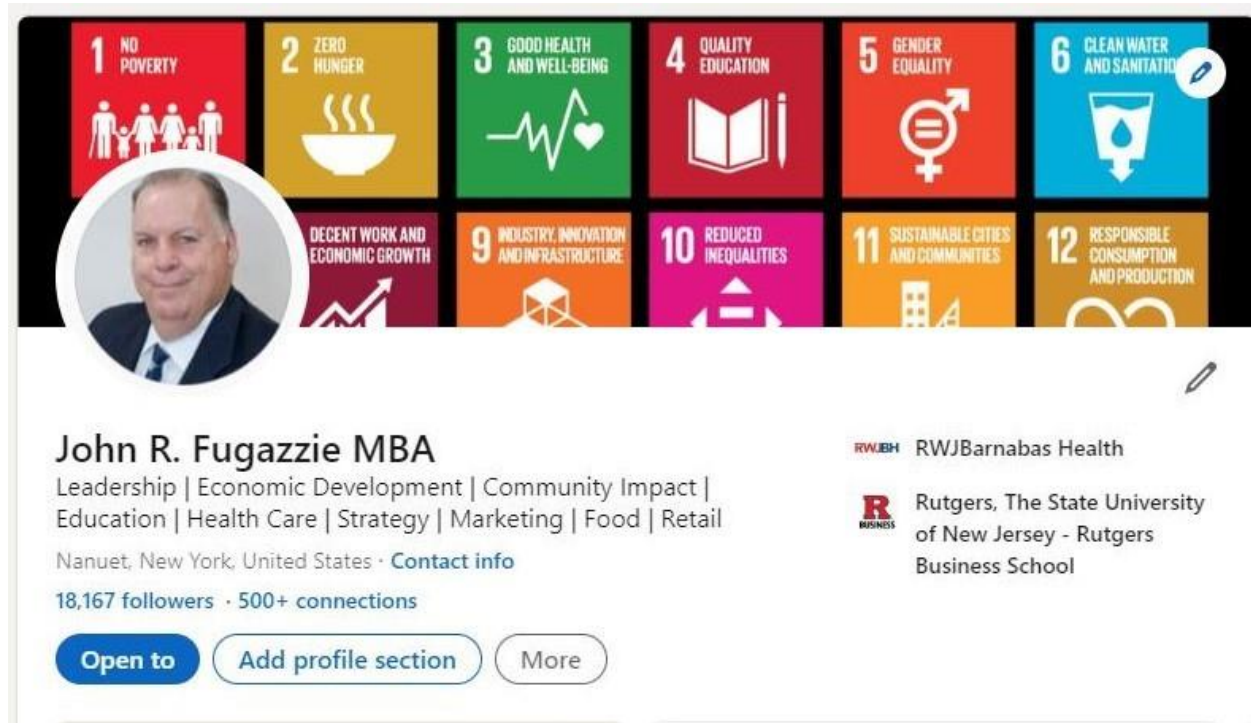 1 NO
POVERTY
2 ZERO
HUNGER
3 GOOD HEALTH
AND WELL-BEING
4 QUALITY
EDUCATION
5 GENDER
EQUALITY
6 CLEAN WATER
AND SANITATIO
DECENT WORK AND
ECONOMIC GROWTH
9 INDUSTRY, INNOVATION
AND INFRASTRUCTURE
10 REDUCED
INEQUALITIES
11 SUSTAINABLE CITIES
AND COMMUNITIES
12 RESPONSIBLE
CONSUMPTION
AND PRODUCTION
John R. Fugazzie MBA
Leadership | Economic Development | Community Impact |
Education | Health Care | Strategy | Marketing | Food | Retail
Nanuet, New York, United States · Contact info
18,167 followers · 500+ connections
Open to
Add profile section
More
RWJBH RWJBarnabas Health
R
BUSINESS
Rutgers, The State University
of New Jersey - Rutgers
Business School